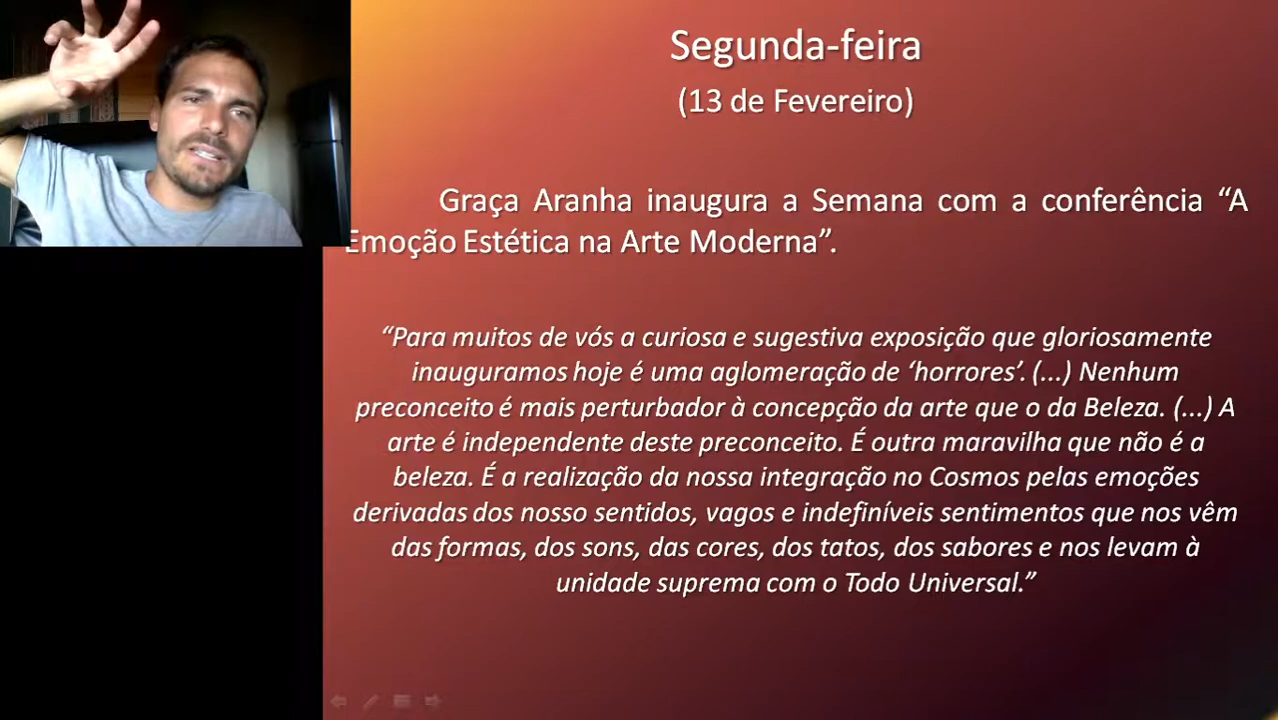 Segunda-feira
(13 de Fevereiro)
Graça Aranha inaugura a Semana com a conferência “A
Emoção Estética na Arte Moderna”.
“Para muitos de vós a curiosa e sugestiva exposição que gloriosamente
inauguramos hoje é uma aglomeração de ‘horrores’. (...) Nenhum
preconceito é mais perturbador à concepção da arte que o da Beleza. (...) A
arte é independente deste preconceito. É outra maravilha que não é a
beleza. É a realização da nossa integração no Cosmos pelas emoções
derivadas dos nosso sentidos, vagos e indefiníveis sentimentos que nos vêm
das formas, dos sons, das cores, dos tatos, dos sabores e nos levam à
unidade suprema com o Todo Universal.”